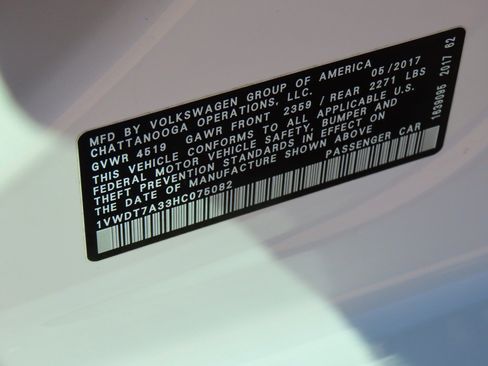 MFD BY VOLKSWAGEN GROUP OF AMERICA 05/2017
CHATTANOOGA OPERATIONS, LLC.
GVWR 4519 GAWR FRONT 2359 / REAR 2271 LBS
THIS VEHICLE CONFORMS TO ALL APPLICABLE U.S.
FEDERAL MOTOR VEHICLE SAFETY, BUMPER AND
THEFT PREVENTION STANDARDS IN EFFECT ON
THE DATE OF MANUFACTURE SHOWN ABOVE
1VWDT7A33HC075082 PASSENGER CAR
1639095 2017 62